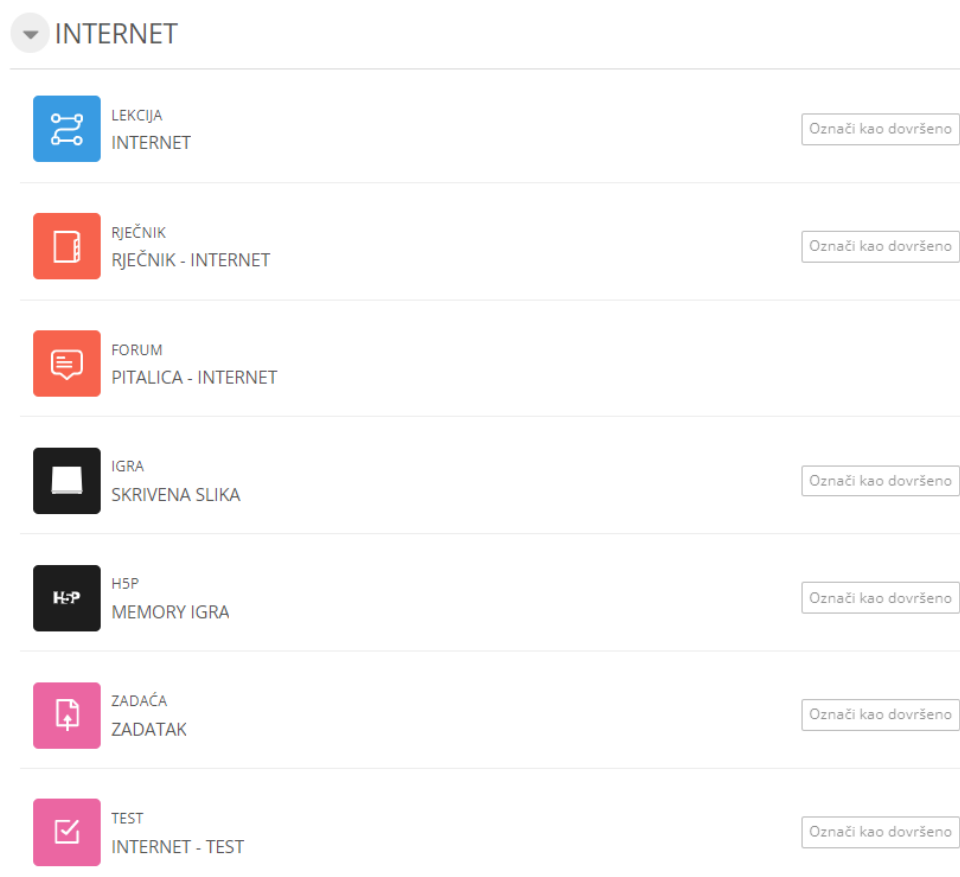 INTERNET
LEKCIJA
INTERNET
Označi kao dovršeno
RJEČNIK
RJEČNIK - INTERNET
Označi kao dovršeno
FORUM
PITALICA - INTERNET
IGRA
SKRIVENA SLIKA
Označi kao dovršeno
H5P
H5P
MEMORY IGRA
Označi kao dovršeno
ZADAĆA
ZADATAK
Označi kao dovršeno
TEST
INTERNET - TEST
Označi kao dovršeno